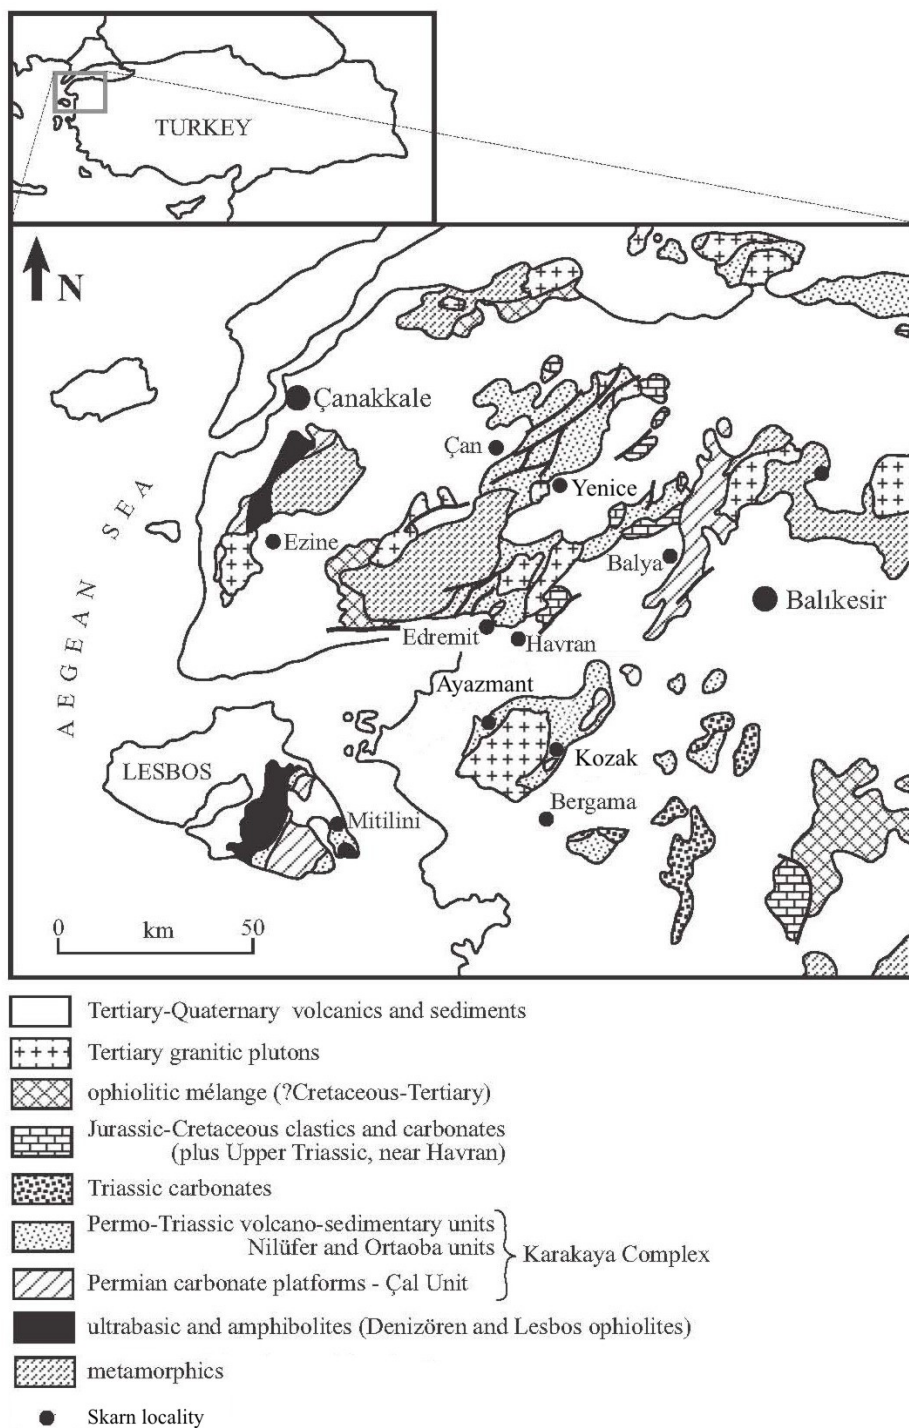 TURKEY
N
Çanakkale
Çan
Yenice
AEGEAN SEA
Ezine
Balya
Balıkesir
Edremit
Havran
Ayazmant
LESBOS
Kozak
Mitilini
Bergama
0 km 50
Tertiary-Quaternary volcanics and sediments
Tertiary granitic plutons
ophiolitic mélange (?Cretaceous-Tertiary)
Jurassic-Cretaceous clastics and carbonates
(plus Upper Triassic, near Havran)
Triassic carbonates
Permo-Triassic volcano-sedimentary units
Nilüfer and Ortaoba units
Karakaya Complex
Permian carbonate platforms - Çal Unit
ultrabasic and amphibolites (Denizören and Lesbos ophiolites)
metamorphics
Skarn locality